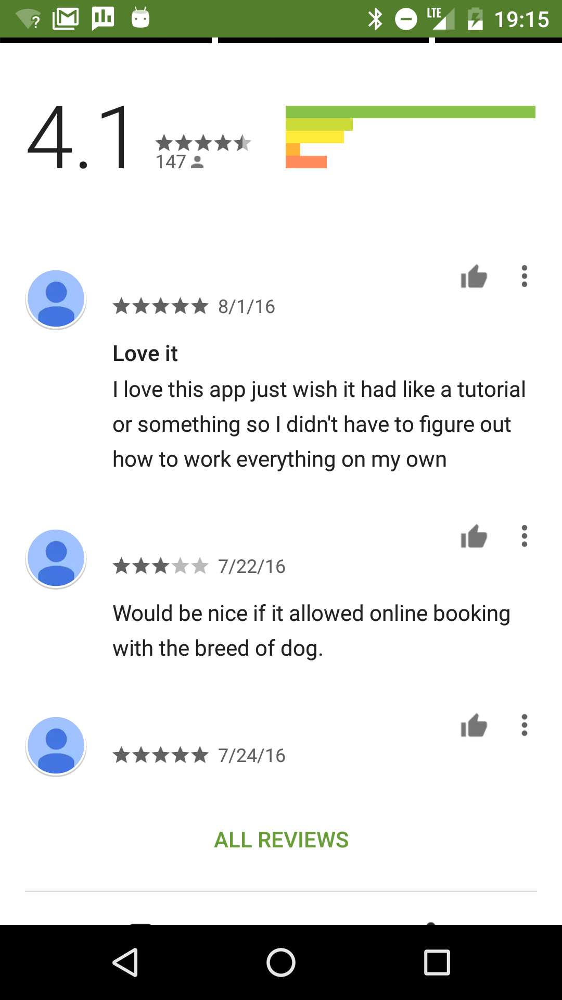 LTE 19:15
4.1
147
8/1/16
Love it
I love this app just wish it had like a tutorial
or something so I didn't have to figure out
how to work everything on my own
7/22/16
Would be nice if it allowed online booking
with the breed of dog.
7/24/16
ALL REVIEWS